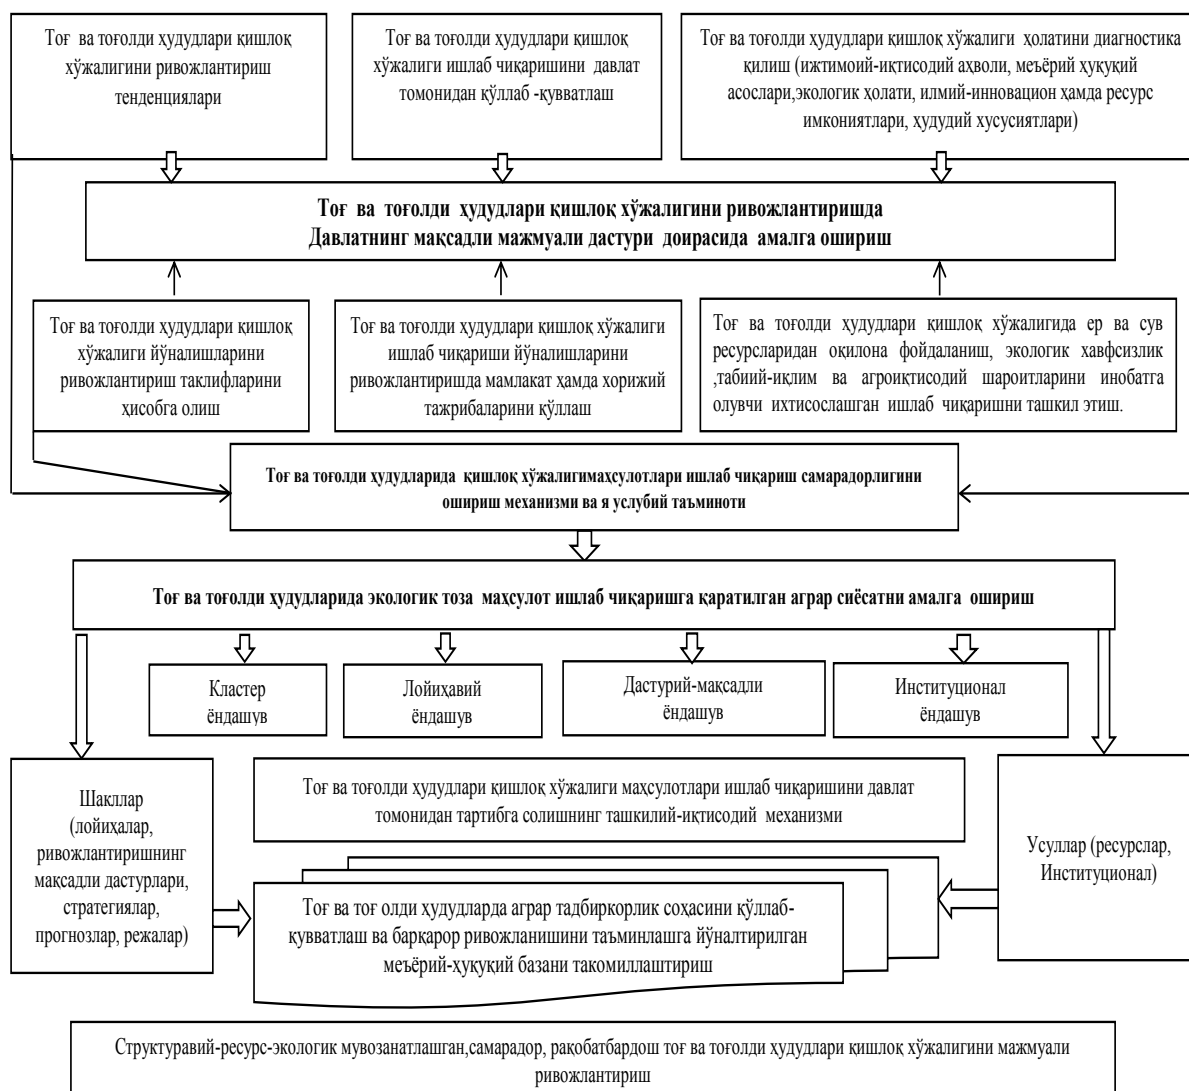 Тоғ ва тоғолди ҳудудлари қишлоқ
хўжалигини ривожлантириш
тенденциялари
Тоғ ва тоғолди ҳудудлари қишлоқ
хўжалиги ишлаб чиқаришини давлат
томонидан қўллаб -қувватлаш
Тоғ ва тоғолди ҳудудлари қишлоқ хўжалиги ҳолатини диагностика
қилиш (ижтимоий-иқтисодий аҳволи, меъёрий ҳуқуқий
асослари,экологик ҳолати, илмий-инновацион ҳамда ресурс
имкониятлари, ҳудудий хусусиятлари)
Тоғ ва тоғолди ҳудудлари қишлоқ хўжалигини ривожлантиришда
Давлатнинг мақсадли мажмуали дастури доирасида амалга ошириш
Тоғ ва тоғолди ҳудудлари қишлоқ
хўжалиги йўналишларини
ривожлантириш таклифларини
ҳисобга олиш
Тоғ ва тоғолди ҳудудлари қишлоқ хўжалиги
ишлаб чиқариши йўналишларини
ривожлантиришда мамлакат ҳамда хорижий
тажрибаларини қўллаш
Тоғ ва тоғолди ҳудудлари қишлоқ хўжалигида ер ва сув
ресурсларидан оқилона фойдаланиш, экологик хавфсизлик
,табиий-иқлим ва агроиқтисодий шароитларини инобатга
олувчи ихтисослашган ишлаб чиқаришни ташкил этиш.
Тоғ ва тоғолди ҳудудларида қишлоқ хўжалигимаҳсулотлари ишлаб чиқариш самарадорлигини
ошириш механизми ва я услубий таъминоти
Тоғ ва тоғолди ҳудудларида экологик тоза маҳсулот ишлаб чиқаришга қаратилган аграр сиёсатни амалга ошириш
Кластер
ёндашув
Лойиҳавий
ёндашув
Дастурий-мақсадли
ёндашув
Институционал
ёндашув
Шакллар
(лойиҳалар,
ривожлантиришнинг
мақсадли дастурлари,
стратегиялар,
прогнозлар, режалар)
Тоғ ва тоғолди ҳудудлари қишлоқ хўжалиги маҳсулотлари ишлаб чиқаришини давлат
томонидан тартибга солишнинг ташкилий-иқтисодий механизми
Усуллар (ресурслар,
Институционал)
Тоғ ва тоғ олди ҳудудларда аграр тадбиркорлик соҳасини қўллаб-
қувватлаш ва барқарор ривожланишини таъминлашга йўналтирилган
меъёрий-ҳуқуқий базани такомиллаштириш
Структуравий-ресурс-экологик мувозанатлашган,самарадор, рақобатбардош тоғ ва тоғолди ҳудудлари қишлоқ хўжалигини мажмуали
ривожлантириш